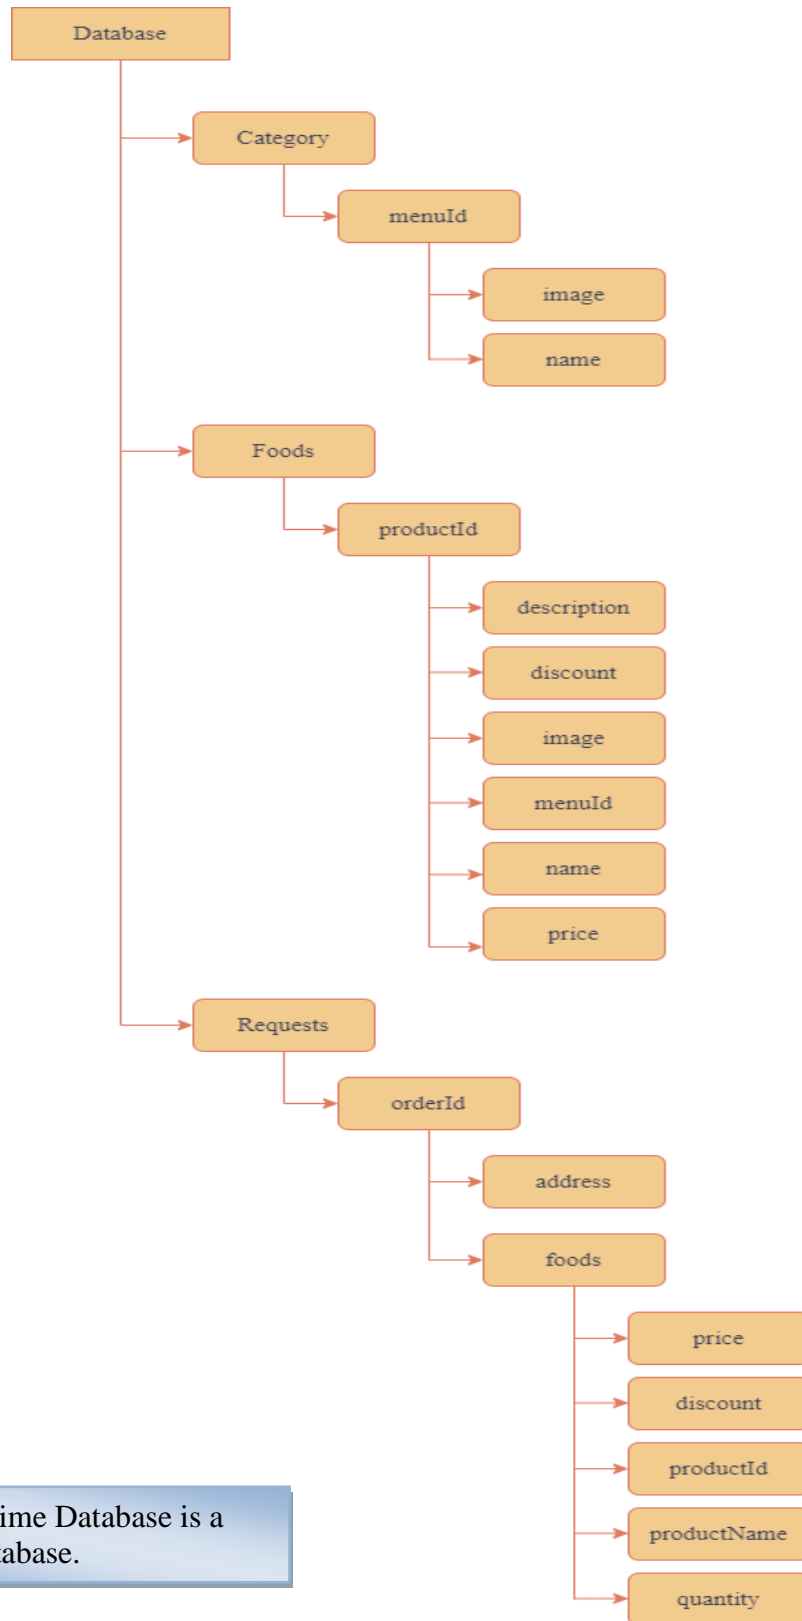 Database
Category
menuId
image
name
Foods
productId
description
discount
image
menuId
name
price
Requests
orderId
address
foods
price
discount
productId
productName
quantity
ime Database is a
tabase.